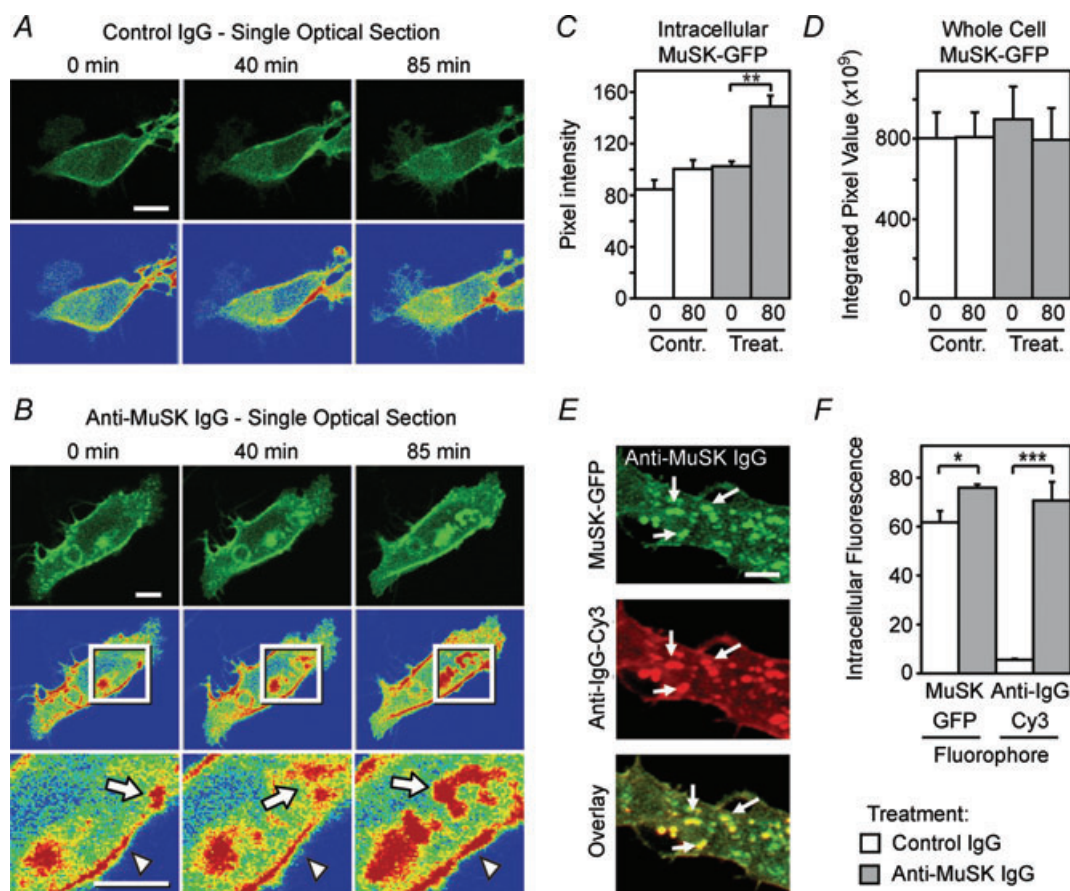 A Control IgG - Single Optical Section
0 min 40 min 85 min
B Anti-MuSK IgG - Single Optical Section
0 min 40 min 85 min
C Intracellular
MuSK-GFP
Pixel intensity
160
120
80
40
0
**
0 80 0 80
Contr. Treat.
D Whole Cell
MuSK-GFP
Integrated Pixel Value (x10⁹)
800
400
0
0 80 0 80
Contr. Treat.
E
Anti-MuSK IgG
MuSK-GFP
Anti-IgG-Cy3
Overlay
F
Intracellular Fluorescence
80
60
40
20
0
* ***
MuSK Anti-IgG
GFP Cy3
Fluorophore
Treatment:
Control IgG
Anti-MuSK IgG